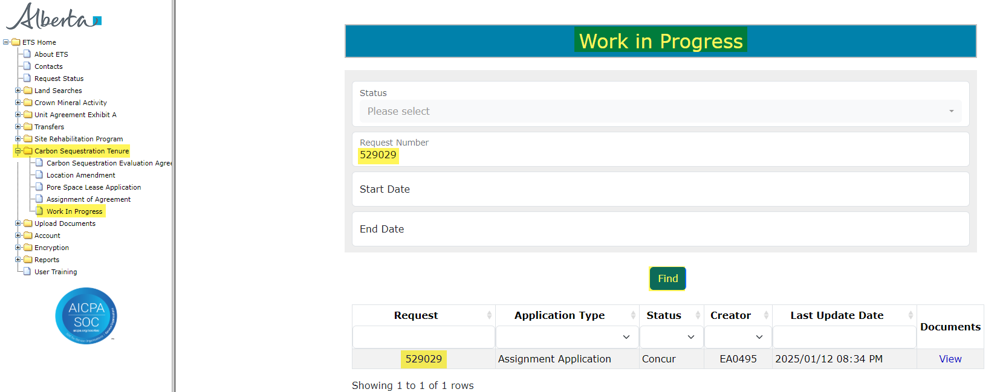 Alberta
ETS Home
About ETS
Contacts
Request Status
Land Searches
Crown Mineral Activity
Unit Agreement Exhibit A
Transfers
Site Rehabilitation Program
Carbon Sequestration Tenure
Carbon Sequestration Evaluation Agree
Location Amendment
Pore Space Lease Application
Assignment of Agreement
Work In Progress
Upload Documents
Account
Encryption
Reports
User Training
AICPA
SOC
aicpa.org/soc4so
Work in Progress
Status
Please select
Request Number
529029
Start Date
End Date
Find
Request Application Type Status Creator Last Update Date Documents
529029 Assignment Application Concur EA0495 2025/01/12 08:34 PM View
Showing 1 to 1 of 1 rows